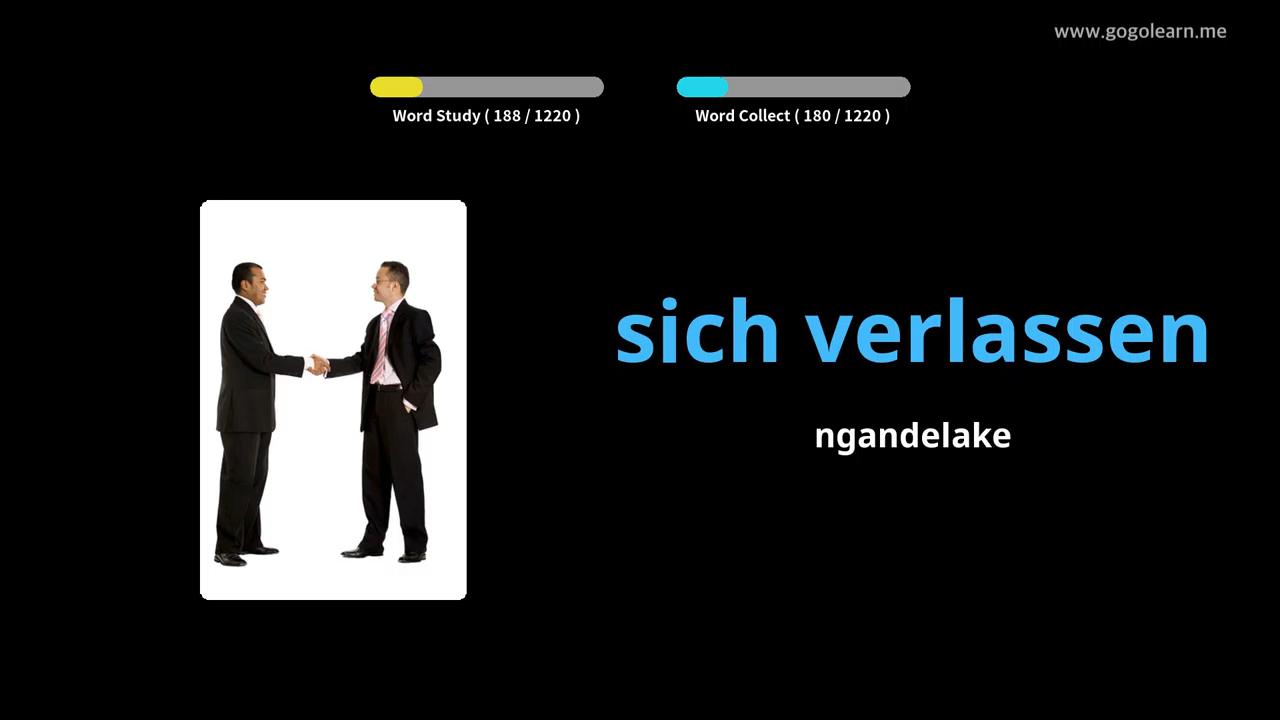 www.gogolearn.me
Word Study ( 188 / 1220 )
Word Collect ( 180 / 1220 )
sich verlassen
ngandelake